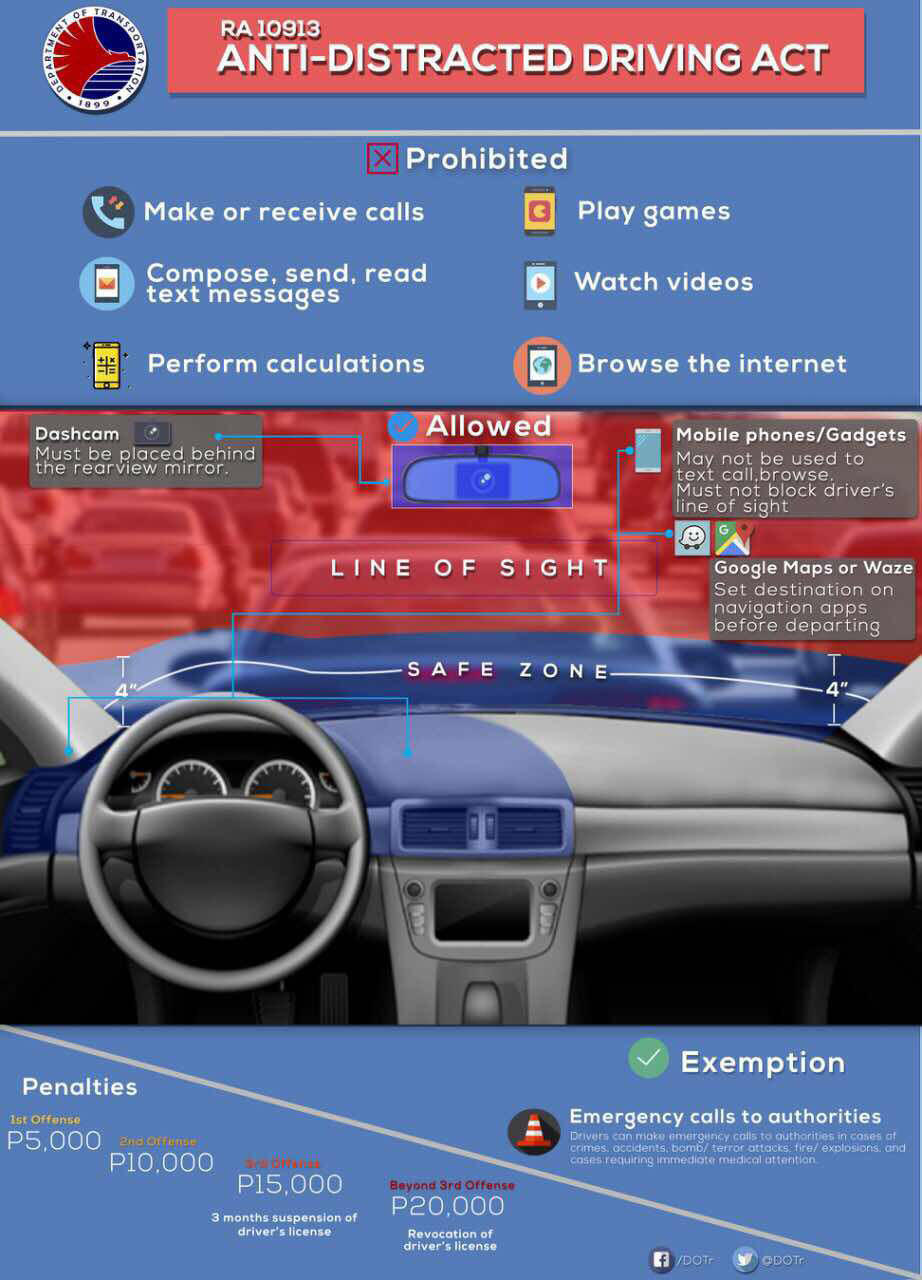 DEPARTMENT OF TRANSPORTATION
1899
RA 10913
ANTI-DISTRACTED DRIVING ACT
Prohibited
Make or receive calls
Play games
Compose, send, read
text messages
Watch videos
Perform calculations
Browse the internet
Allowed
Dashcam
Must be placed behind
the rearview mirror.
Mobile phones/Gadgets
May not be used to
text call,browse.
Must not block driver's
line of sight
G
Google Maps or Waze
Set destination on
navigation apps
before departing
LINE OF SIGHT
SAFE ZONE
4"
4"
Penalties
1st Offense
P5,000
2nd Offense
P10,000
3rd Offense
P15,000
3 months suspension of
driver's license
Beyond 3rd Offense
P20,000
Revocation of
driver's license
Exemption
Emergency calls to authorities
Drivers can make emergency calls to authorities in cases of
crimes, accidents, bomb/ terror attacks, fire/ explosions, and
cases requiring immediate medical attention.
/DOTr
@DOTr